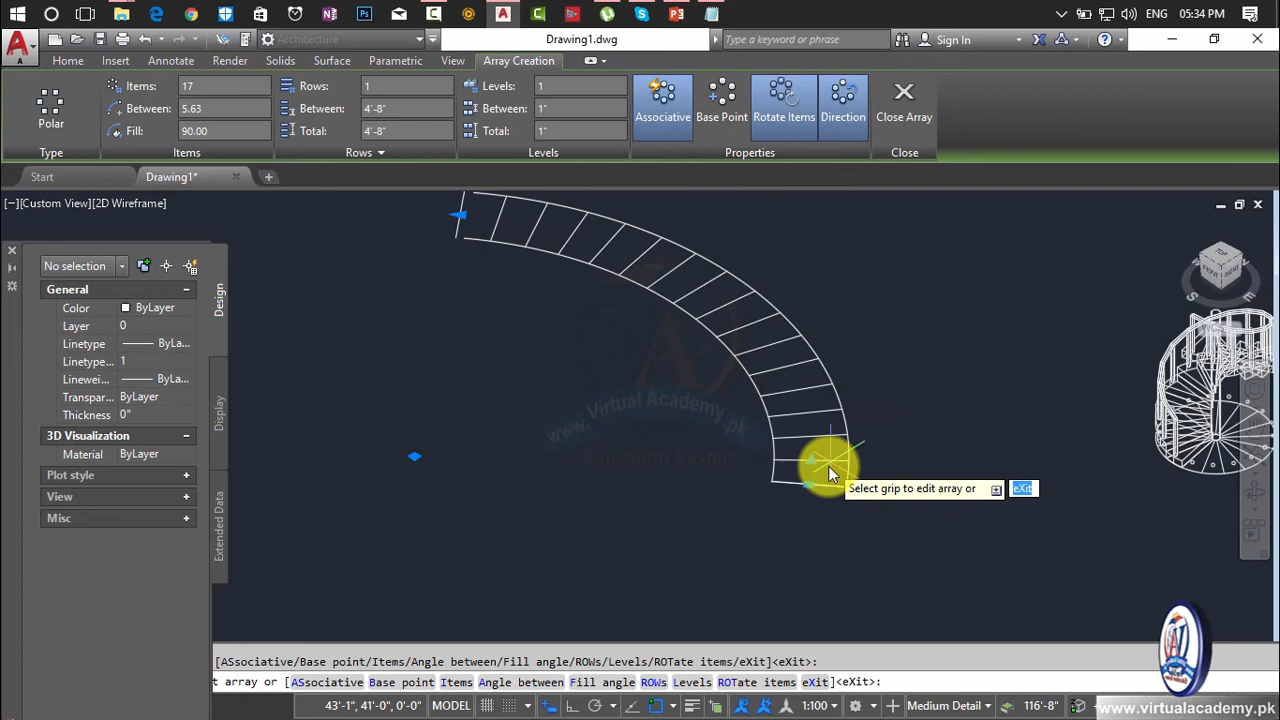 ENG 05:34 PM
Architecture Drawing1.dwg Type a keyword or phrase Sign In
A
Home Insert Annotate Render Solids Surface Parametric View Array Creation
Items: 17 Rows: 1 Levels: 1
Between: 5.63 Between: 4'-8" Between: 1"
Fill: 90.00 Total: 4'-8" Total: 1"
Polar Associative Base Point Rotate Items Direction Close Array
Type Items Rows Levels Properties Close
Start Drawing1*
[−][Custom View][2D Wireframe]
No selection
General
Color ByLayer
Layer 0
Linetype ByLa...
Linetype... 1
Linewei... ByLa...
Transpar... ByLayer
Thickness 0"
3D Visualization
Material ByLayer
Plot style
View
Misc
Design
Display
Extended Data
TOP
S
E
www.VirtualAcademy.pk
Education System
Select grip to edit array or eXit
[ASsociative/Base point/Items/Angle between/Fill angle/ROWs/Levels/ROTate items/eXit]<eXit>:
t array or [ASsociative Base point Items Angle between Fill angle ROWs Levels ROTate items eXit]<eXit>:
43'-1", 41'-0", 0'-0" MODEL 1:100 Medium Detail 116'-8"
www.virtualacademy.pk